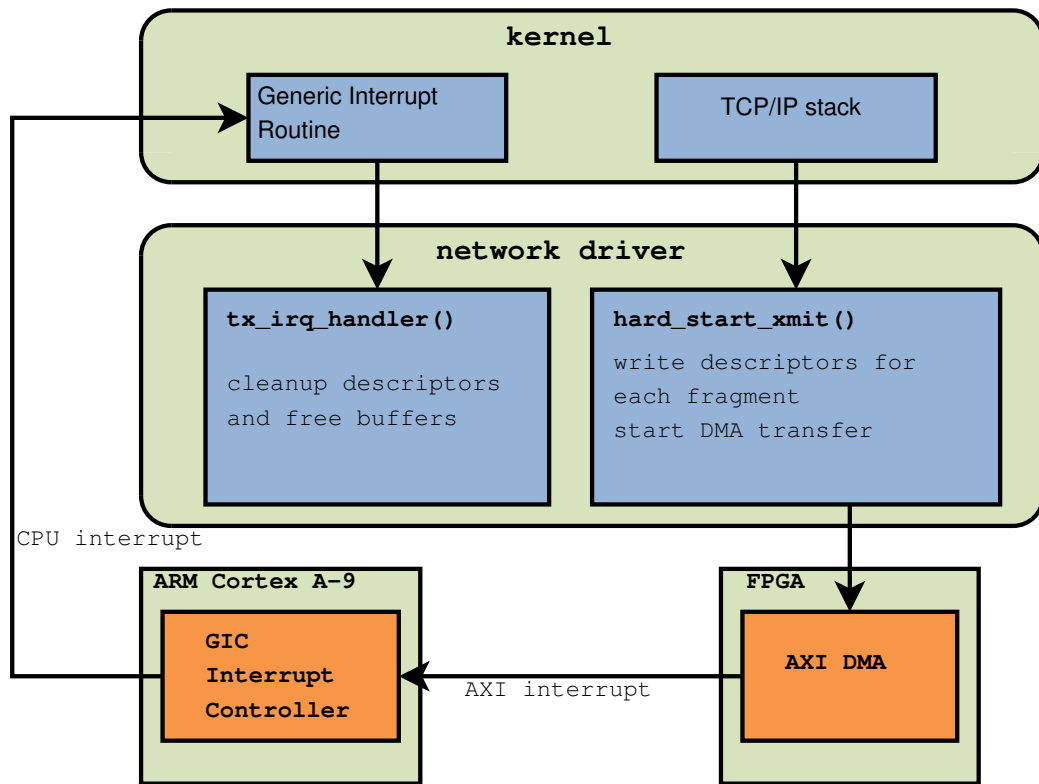 kernel
Generic Interrupt
Routine
TCP/IP stack
network driver
tx_irq_handler()
cleanup descriptors
and free buffers
hard_start_xmit()
write descriptors for
each fragment
start DMA transfer
CPU interrupt
ARM Cortex A-9
GIC
Interrupt
Controller
AXI interrupt
FPGA
AXI DMA